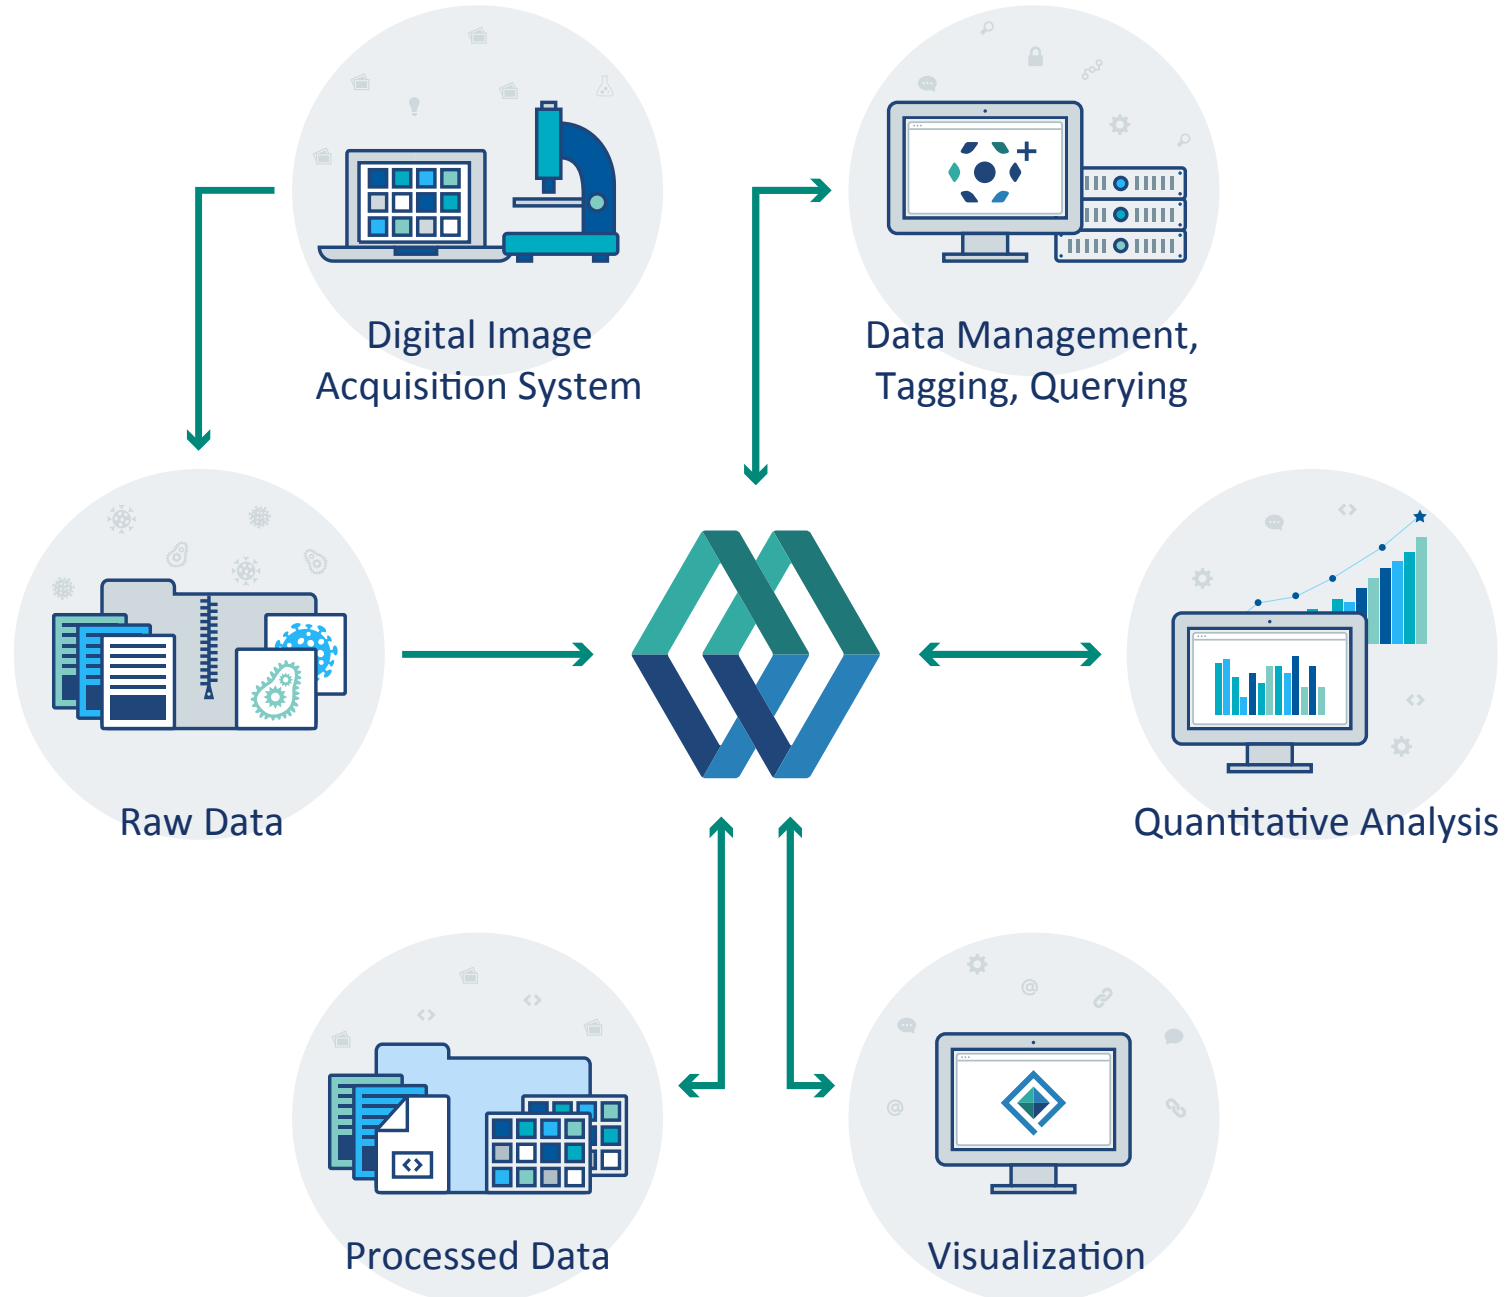 Digital Image
Acquisition System
Data Management,
Tagging, Querying
Raw Data
Quantitative Analysis
Processed Data
Visualization